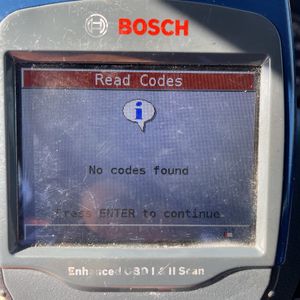 BOSCH
Read Codes
i
No codes found
Press ENTER to continue
Enhanced OBD I & II Scan